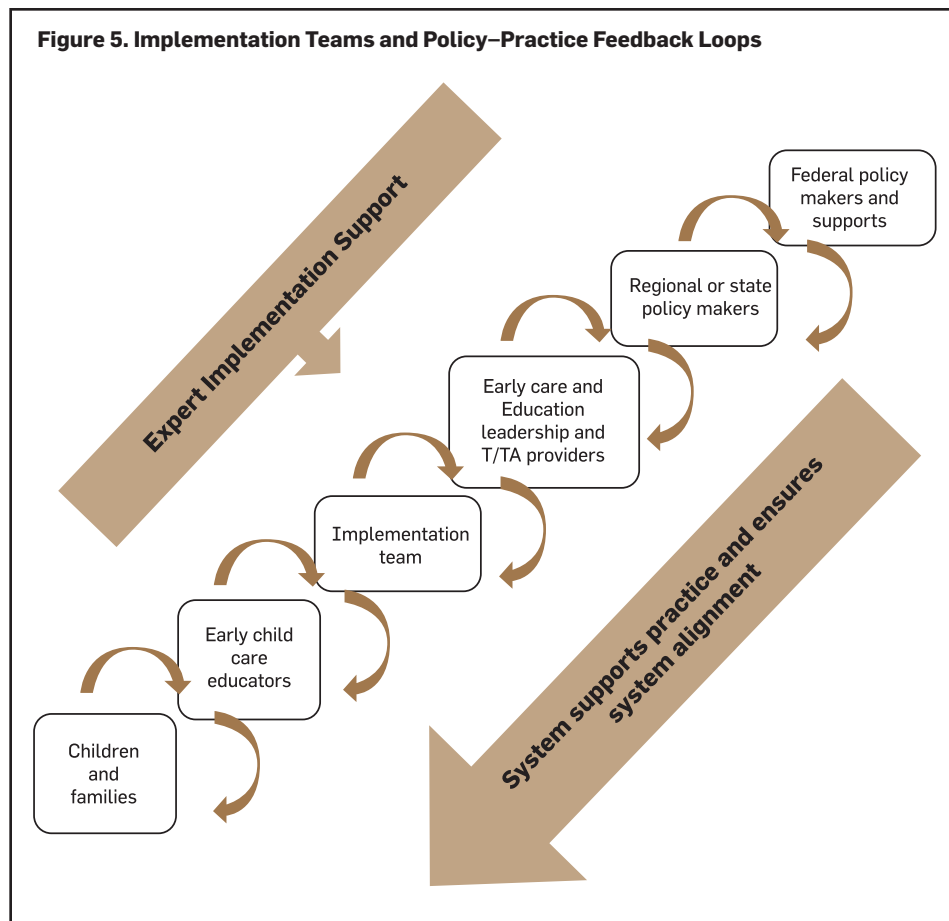 Figure 5. Implementation Teams and Policy–Practice Feedback Loops
Expert Implementation Support
Federal policy
makers and
supports
Regional or state
policy makers
Early care and
Education
leadership and
T/TA providers
Implementation
team
Early child
care
educators
Children
and
families
System supports practice and ensures
system alignment